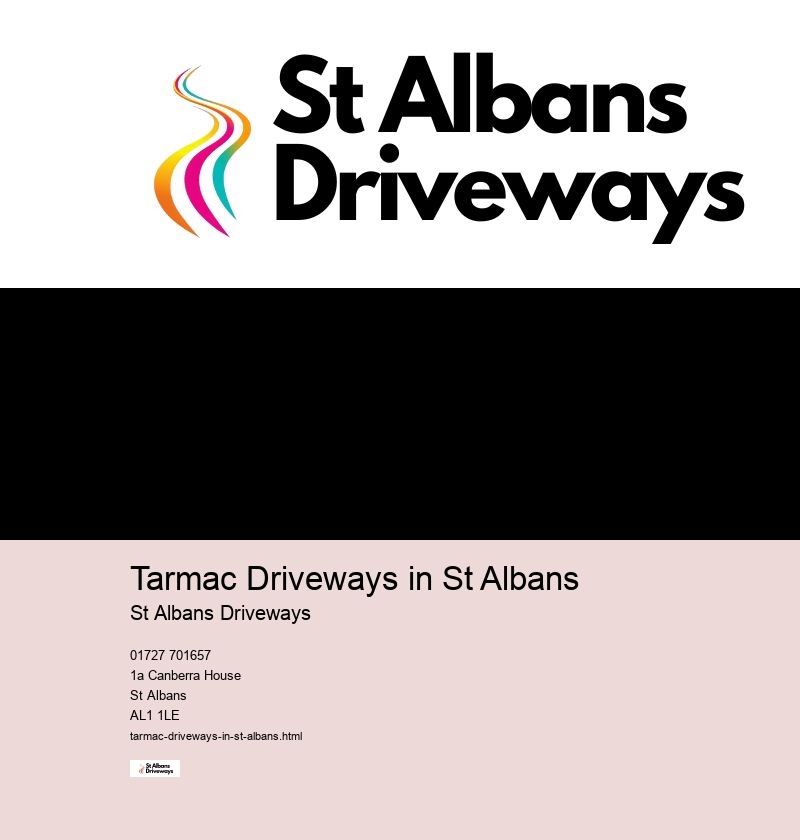 St Albans
Driveways
Tarmac Driveways in St Albans
St Albans Driveways
01727 701657
1a Canberra House
St Albans
AL1 1LE
tarmac-driveways-in-st-albans.html
St Albans
Driveways